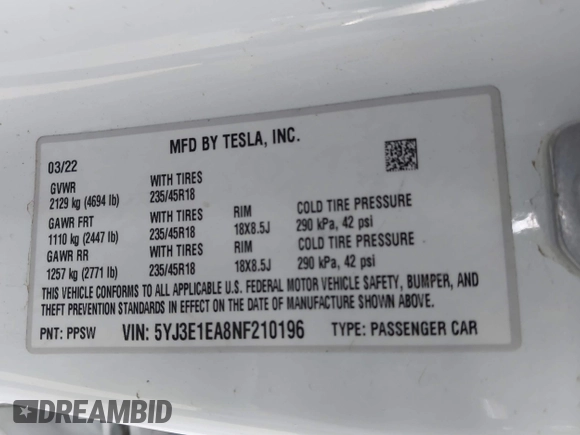 MFD BY TESLA, INC.
03/22
GVWR WITH TIRES
2129 kg (4694 lb) 235/45R18
GAWR FRT WITH TIRES RIM COLD TIRE PRESSURE
1110 kg (2447 lb) 235/45R18 18X8.5J 290 kPa, 42 psi
GAWR RR WITH TIRES RIM COLD TIRE PRESSURE
1257 kg (2771 lb) 235/45R18 18X8.5J 290 kPa, 42 psi
THIS VEHICLE CONFORMS TO ALL APPLICABLE U.S. FEDERAL MOTOR VEHICLE SAFETY, BUMPER, AND
THEFT PREVENTION STANDARDS IN EFFECT ON THE DATE OF MANUFACTURE SHOWN ABOVE.
PNT: PPSW VIN: 5YJ3E1EA8NF210196 TYPE: PASSENGER CAR
DREAMBID